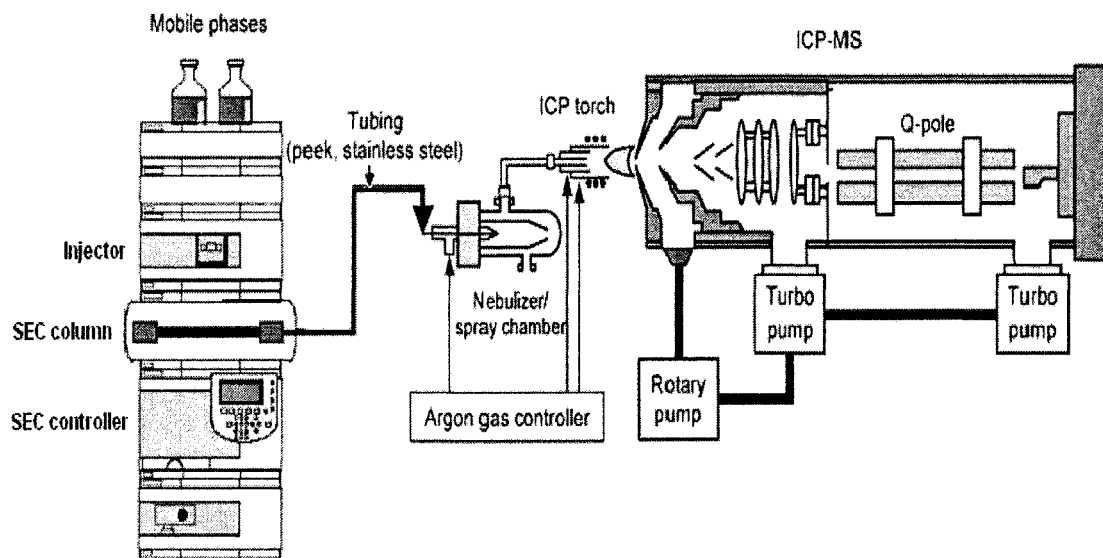 Mobile phases
ICP-MS
ICP torch
Tubing
(peek, stainless steel)
Q-pole
Injector
Nebulizer/
spray chamber
Turbo
pump
Turbo
pump
SEC column
Rotary
pump
SEC controller
Argon gas controller